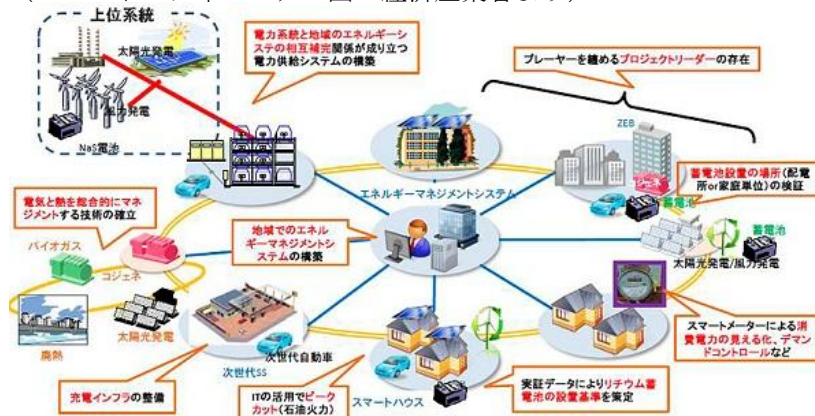 上位系統
太陽光発電
風力発電
NaS電池
電力系統と地域のエネルギーシ
ステの相互補完関係が成り立つ
電力供給システムの構築
プレーヤーを纏めるプロジェクトリーダーの存在
ZEB
エネルギーマネジメントシステム
ジェネ
蓄電池
蓄電池設置の場所(配電
所or家庭単位)の検証
電気と熱を総合的にマネ
ジメントする技術の確立
バイオガス
コジェネ
地域でのエネル
ギーマネジメントシ
ステムの構築
蓄電池
太陽光発電/風力発電
廃熱
太陽光発電
次世代自動車
次世代SS
スマートメーターによる消
費電力の見える化、デマン
ドコントロールなど
充電インフラの整備
ITの活用でピーク
カット(石油火力)
スマートハウス
実証データによりリチウム蓄
電池の設置基準を策定